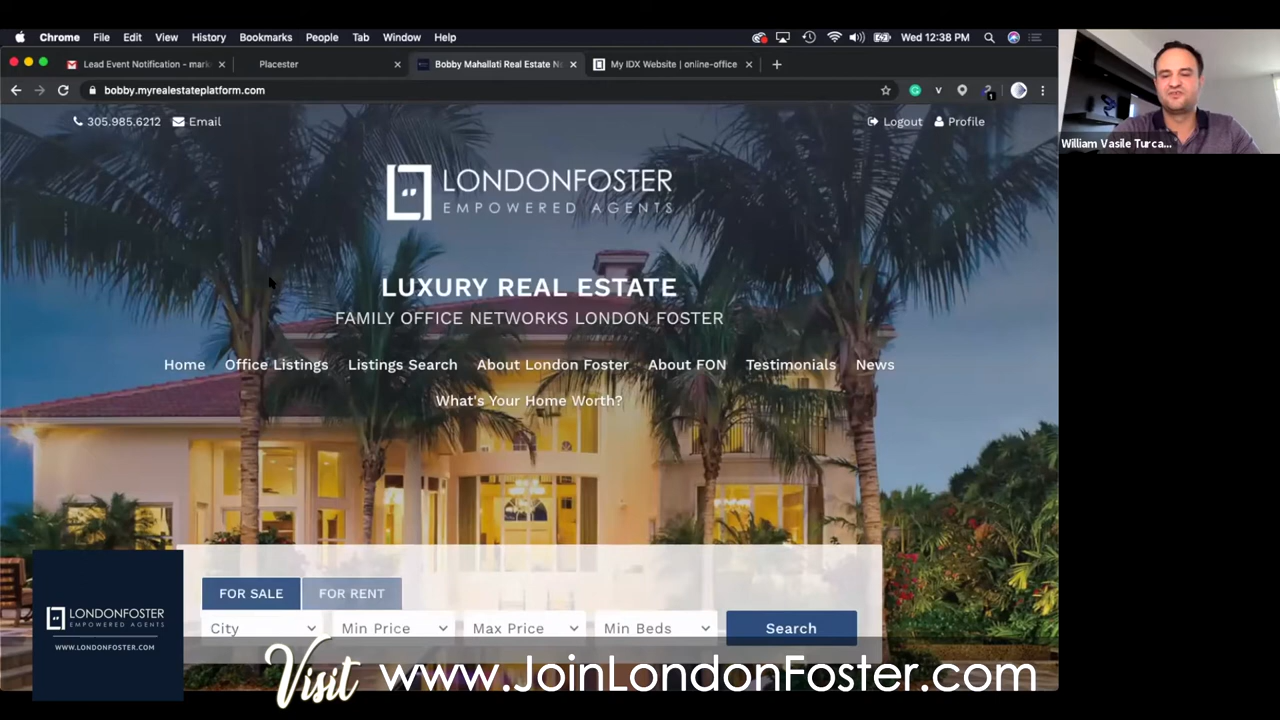 Chrome File Edit View History Bookmarks People Tab Window Help Wed 12:38 PM
Lead Event Notification - mark Placester Bobby Mahallati Real Estate N My IDX Website | online-office
bobby.myrealestateplatform.com
305.985.6212 Email Logout Profile
William Vasile Turca...
LONDONFOSTER
EMPOWERED AGENTS
LUXURY REAL ESTATE
FAMILY OFFICE NETWORKS LONDON FOSTER
Home Office Listings Listings Search About London Foster About FON Testimonials News
What's Your Home Worth?
FOR SALE FOR RENT
City Min Price Max Price Min Beds Search
LONDONFOSTER
EMPOWERED AGENTS
WWW.LONDONFOSTER.COM
Visit www.JoinLondonFoster.com